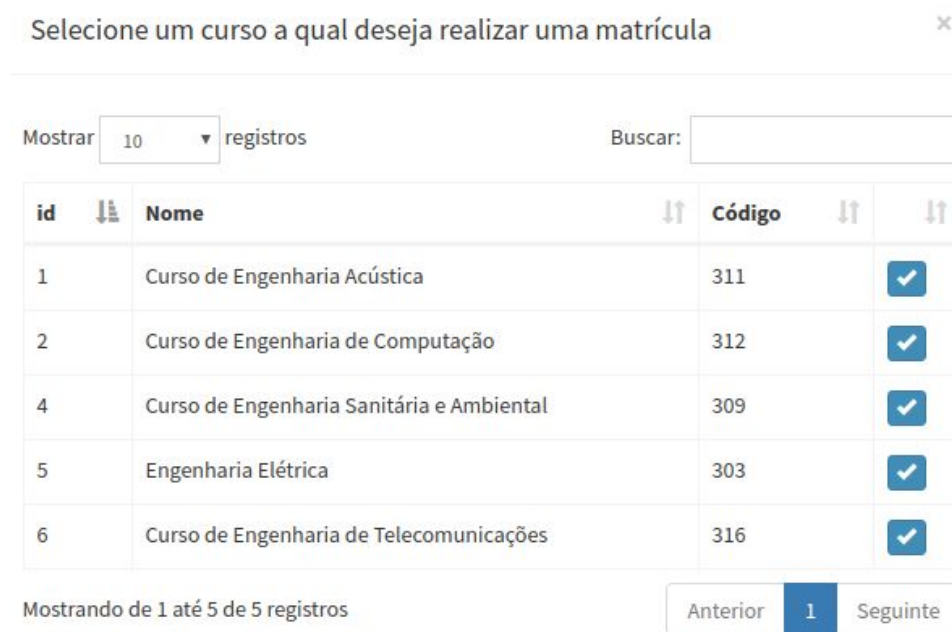 Selecione um curso a qual deseja realizar uma matrícula ×
Mostrar 10 registros Buscar:
id Nome Código
1 Curso de Engenharia Acústica 311
2 Curso de Engenharia de Computação 312
4 Curso de Engenharia Sanitária e Ambiental 309
5 Engenharia Elétrica 303
6 Curso de Engenharia de Telecomunicações 316
Mostrando de 1 até 5 de 5 registros Anterior 1 Seguinte